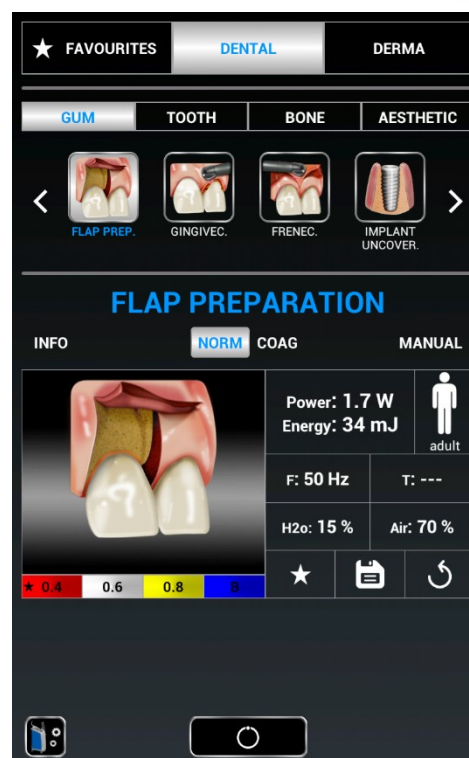 ★ FAVOURITES DENTAL DERMA
GUM TOOTH BONE AESTHETIC
FLAP PREP. GINGIVEC. FRENEC. IMPLANT
UNCOVER.
FLAP PREPARATION
INFO NORM COAG MANUAL
Power: 1.7 W
Energy: 34 mJ
adult
F: 50 Hz T: ---
H2o: 15 % Air: 70 %
★ 0.4 0.6 0.8 B